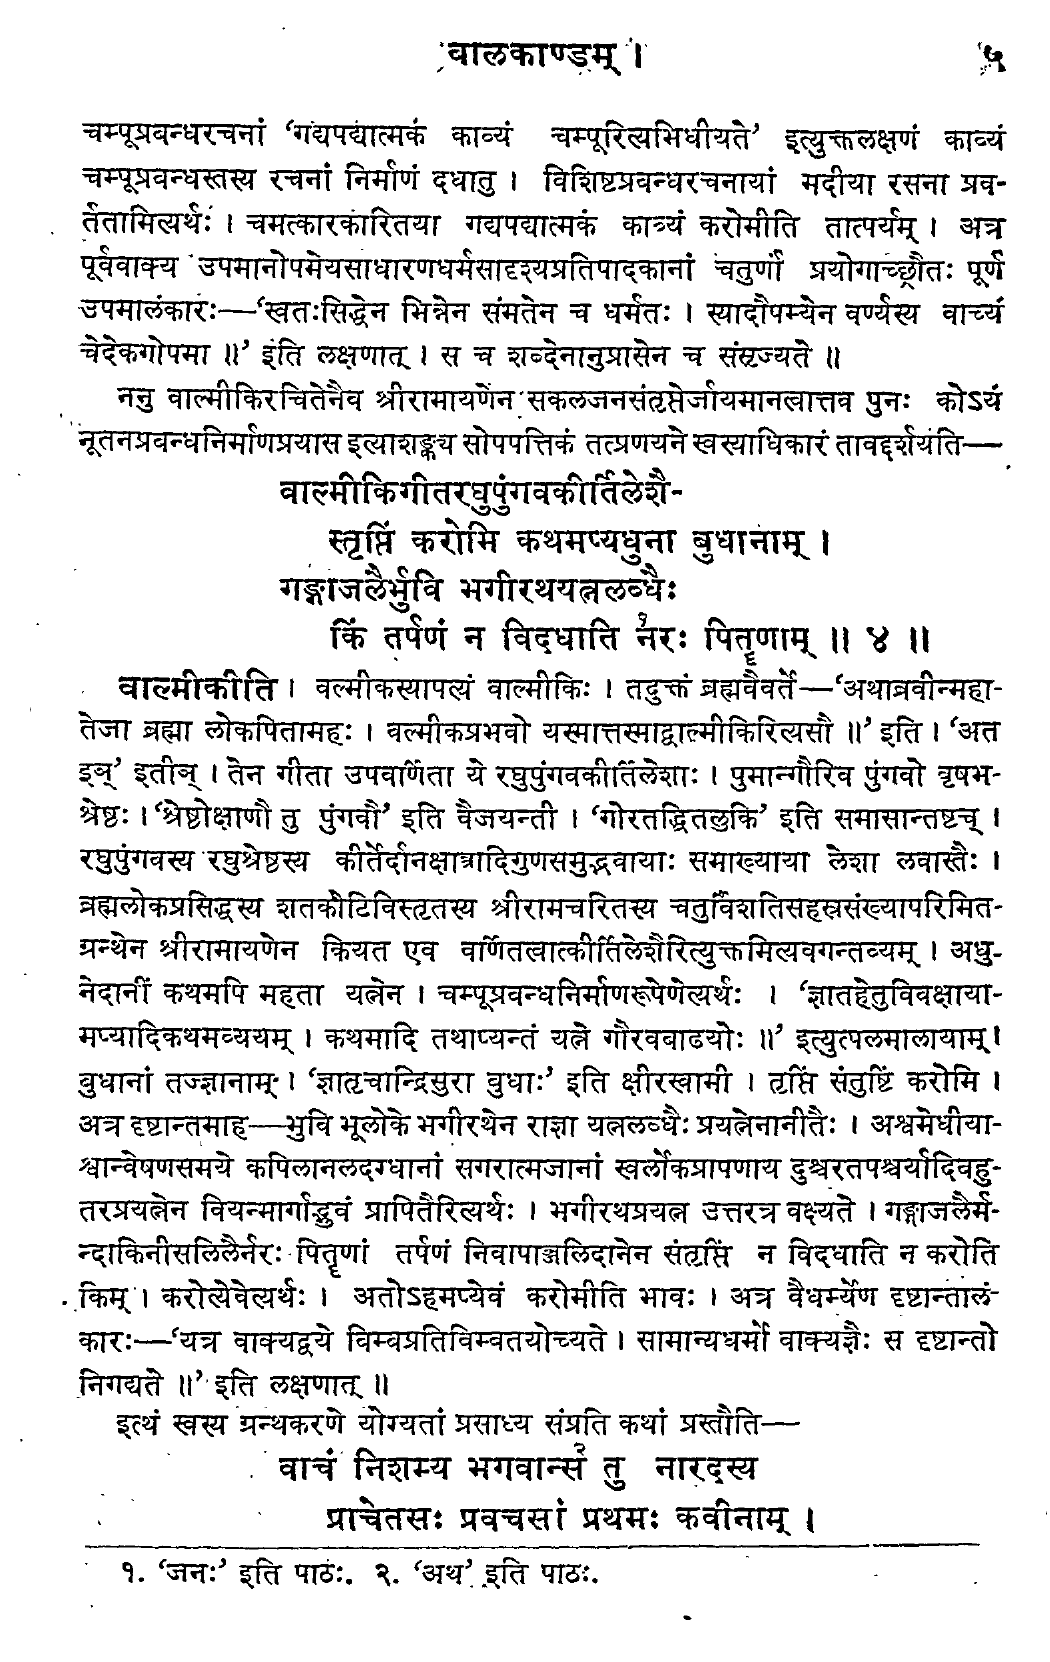 बालकाण्डम् ।
५
चम्पूप्रबन्धरचनां ‘गद्यपद्यात्मकं काव्यं चम्पूरित्यभिधीयते’ इत्युक्तलक्षणं काव्यं
चम्पूप्रबन्धस्तस्य रचनां निर्माणं दधातु । विशिष्टप्रबन्धरचनायां मदीया रसना प्रव-
र्ततामित्यर्थः । चमत्कारकारितया गद्यपद्यात्मकं काव्यं करोमीति तात्पर्यम् । अत्र
पूर्ववाक्य उपमानोपमेयसाधारणधर्मसादृश्यप्रतिपादकानां चतुर्णां प्रयोगाच्छ्रौतः पूर्ण
उपमालंकारः—‘स्वतःसिद्धेन भिन्नेन संमतेन च धर्मतः । स्यादौपम्येन वर्ण्यस्य वाच्यं
चेदेकगोपमा ॥’ इति लक्षणात् । स च शब्देनानुप्रासेन च संसृज्यते ॥
ननु वाल्मीकिरचितेनैव श्रीरामायणेन सकलजनसंतृप्तेर्जायमानत्वात्तव पुनः कोऽयं
नूतनप्रबन्धनिर्माणप्रयास इत्याशङ्क्य सोपपत्तिकं तत्प्रणयने स्वस्याधिकारं तावद्दर्शयति—
वाल्मीकिगीतरघुपुंगवकीर्तिलेशै-
स्तृप्तिं करोमि कथमप्यधुना बुधानाम् ।
गङ्गाजलैर्भुवि भगीरथयत्नलब्धैः
किं तर्पणं न विदधाति नरः१ पितॄणाम् ॥ ४ ॥
वाल्मीकीति । वल्मीकस्यापत्यं वाल्मीकिः । तदुक्तं ब्रह्मवैवर्ते—‘अथाब्रवीन्महा-
तेजा ब्रह्मा लोकपितामहः । वल्मीकप्रभवो यस्मात्तस्माद्वाल्मीकिरित्यसौ ॥’ इति । ‘अत
इञ्’ इतीञ् । तेन गीता उपवर्णिता ये रघुपुंगवकीर्तिलेशाः । पुमान्गौरिव पुंगवो वृषभ-
श्रेष्ठः । ‘श्रेष्ठोक्षाणौ तु पुंगवौ’ इति वैजयन्ती । ‘गोरतद्धितलुकि’ इति समासान्तष्टच् ।
रघुपुंगवस्य रघुश्रेष्ठस्य कीर्तेर्दानक्षात्रादिगुणसमुद्भवायाः समाख्याया लेशा लवास्तैः ।
ब्रह्मलोकप्रसिद्धस्य शतकोटिविस्तृतस्य श्रीरामचरितस्य चतुर्विंशतिसहस्रसंख्यापरिमित-
ग्रन्थेन श्रीरामायणेन कियत एव वर्णितत्वात्कीर्तिलेशैरित्युक्तमित्यवगन्तव्यम् । अधु-
नेदानीं कथमपि महता यत्नेन । चम्पूप्रबन्धनिर्माणरूपेणेत्यर्थः । ‘ज्ञातहेतुविवक्षाया-
मप्यादिकथमव्ययम् । कथमादि तथाप्यन्तं यत्ने गौरवबाढयोः ॥’ इत्युत्पलमालायाम् ।
बुधानां तज्ज्ञानाम् । ‘ज्ञातृचान्द्रिसुरा बुधाः’ इति क्षीरस्वामी । तृप्तिं संतुष्टिं करोमि ।
अत्र दृष्टान्तमाह—भुवि भूलोके भगीरथेन राज्ञा यत्नलब्धैः प्रयत्नेनानीतैः । अश्वमेधीया-
श्वान्वेषणसमये कपिलानलदग्धानां सगरात्मजानां स्वर्लोकप्रापणाय दुश्चरतपश्चर्यादिबहु-
तरप्रयत्नेन वियन्मार्गाद्भुवं प्रापितैरित्यर्थः । भगीरथप्रयत्न उत्तरत्र वक्ष्यते । गङ्गाजलैर्म-
न्दाकिनीसलिलैर्नरः पितॄणां तर्पणं निवापाञ्जलिदानेन संतृप्तिं न विदधाति न करोति
किम् । करोत्येवेत्यर्थः । अतोऽहमप्येवं करोमीति भावः । अत्र वैधर्म्येण दृष्टान्तालं-
कारः—‘यत्र वाक्यद्वये बिम्बप्रतिबिम्बतयोच्यते । सामान्यधर्मो वाक्यज्ञैः स दृष्टान्तो
निगद्यते ॥’ इति लक्षणात् ॥
इत्थं स्वस्य ग्रन्थकरणे योग्यतां प्रसाध्य संप्रति कथां प्रस्तौति—
वाचं निशम्य भगवान्स२ तु नारदस्य
प्राचेतसः प्रवचसां प्रथमः कवीनाम् ।
१. ‘जनः’ इति पाठः. २. ‘अथ’ इति पाठः.